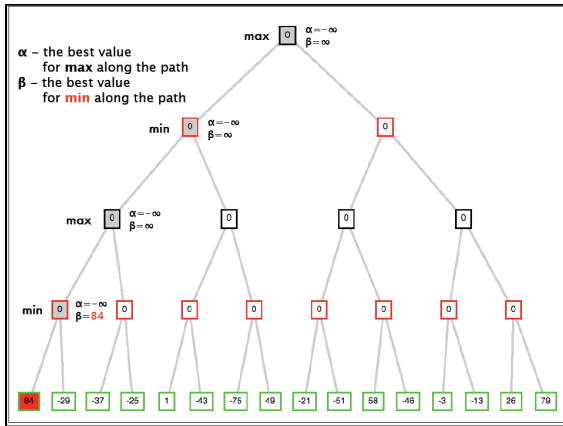 max 0 α=−∞
β=∞
α – the best value
for max along the path
β – the best value
for min along the path
min 0 α=−∞
β=∞
0
max 0 α=−∞
β=∞
0 0 0
min 0 α=−∞
β=84
0 0 0 0 0 0 0
84 -29 -37 -25 1 -43 -75 49 -21 -51 58 -46 -3 -13 26 79